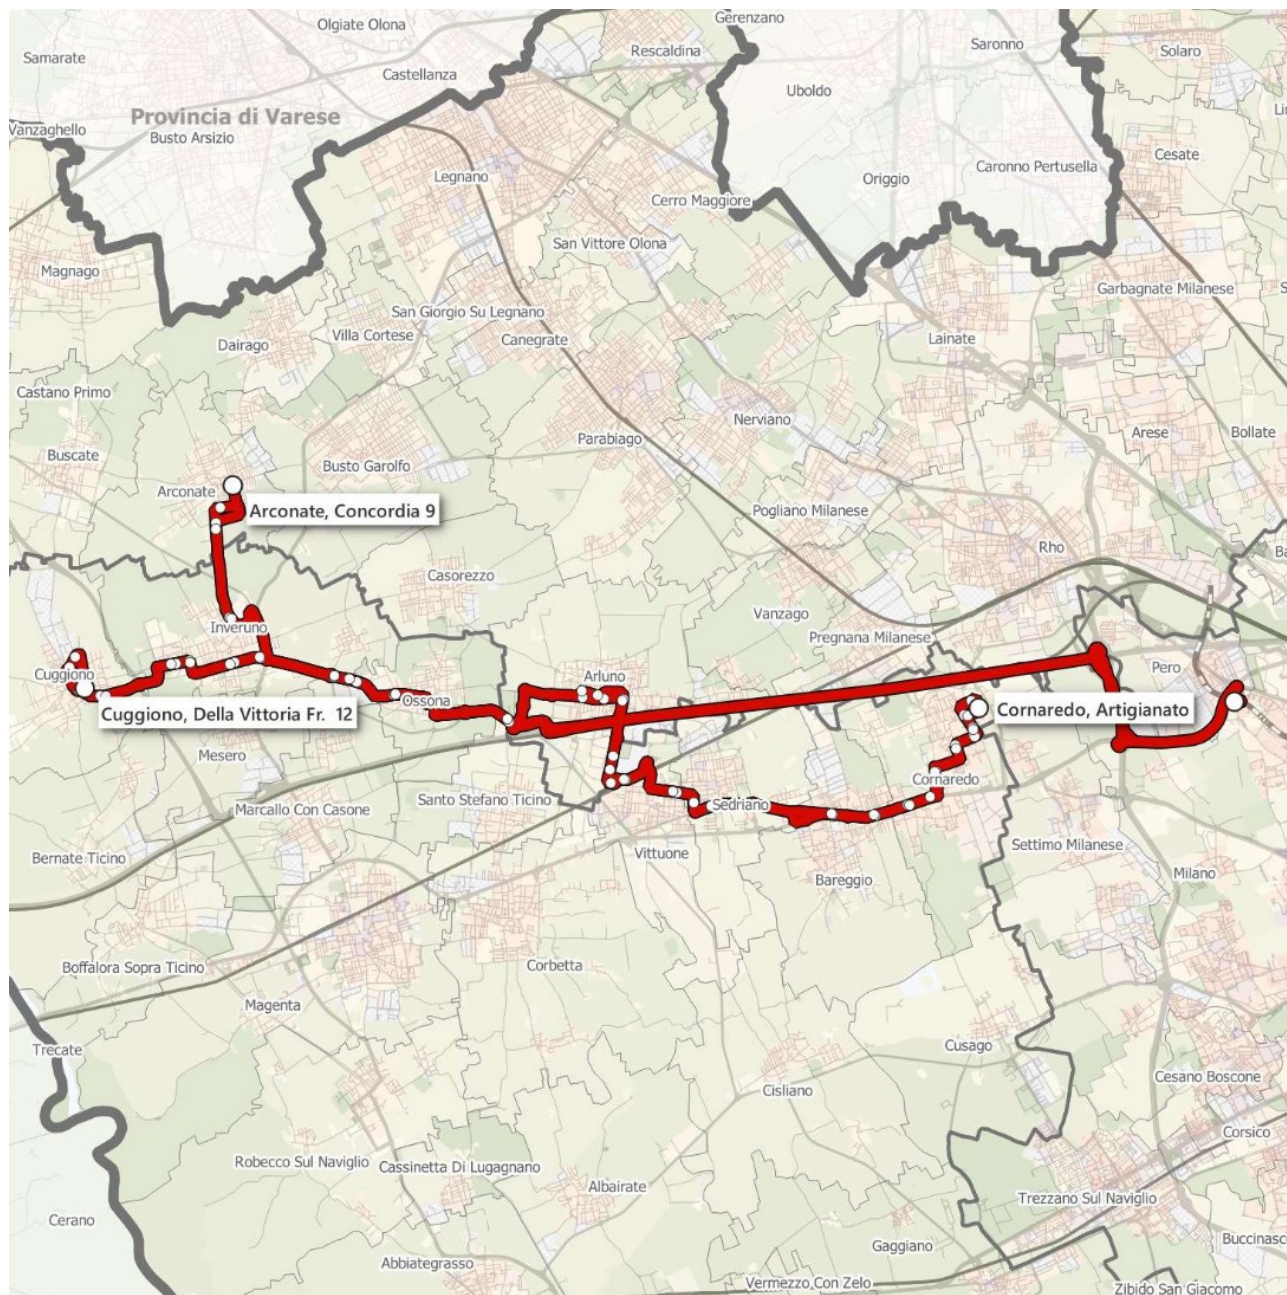 Olgiate Olona
Gerenzano
Samarate
Rescaldina
Saronno
Solaro
Castellanza
Uboldo
Provincia di Varese
Vanzaghello
Busto Arsizio
Cesate
Caronno Pertusella
Legnano
Origgio
Cerro Maggiore
San Vittore Olona
Magnago
Garbagnate Milanese
San Giorgio Su Legnano
Villa Cortese
Canegrate
Dairago
Lainate
Castano Primo
Nerviano
Arese
Bollate
Parabiago
Buscate
Busto Garolfo
Arconate
Arconate, Concordia 9
Pogliano Milanese
Rho
Casorezzo
Vanzago
Inveruno
Pregnana Milanese
Pero
Cuggiono
Arluno
Ossona
Cuggiono, Della Vittoria Fr. 12
Cornaredo, Artigianato
Mesero
Cornaredo
Santo Stefano Ticino
Sedriano
Marcallo Con Casone
Settimo Milanese
Vittuone
Bernate Ticino
Bareggio
Milano
Boffalora Sopra Ticino
Corbetta
Magenta
Trecate
Cusago
Cesano Boscone
Cisliano
Corsico
Robecco Sul Naviglio
Cassinetta Di Lugagnano
Albairate
Trezzano Sul Naviglio
Cerano
Buccinasc
Gaggiano
Abbiategrasso
Vermezzo Con Zelo
Zibido San Giacomo